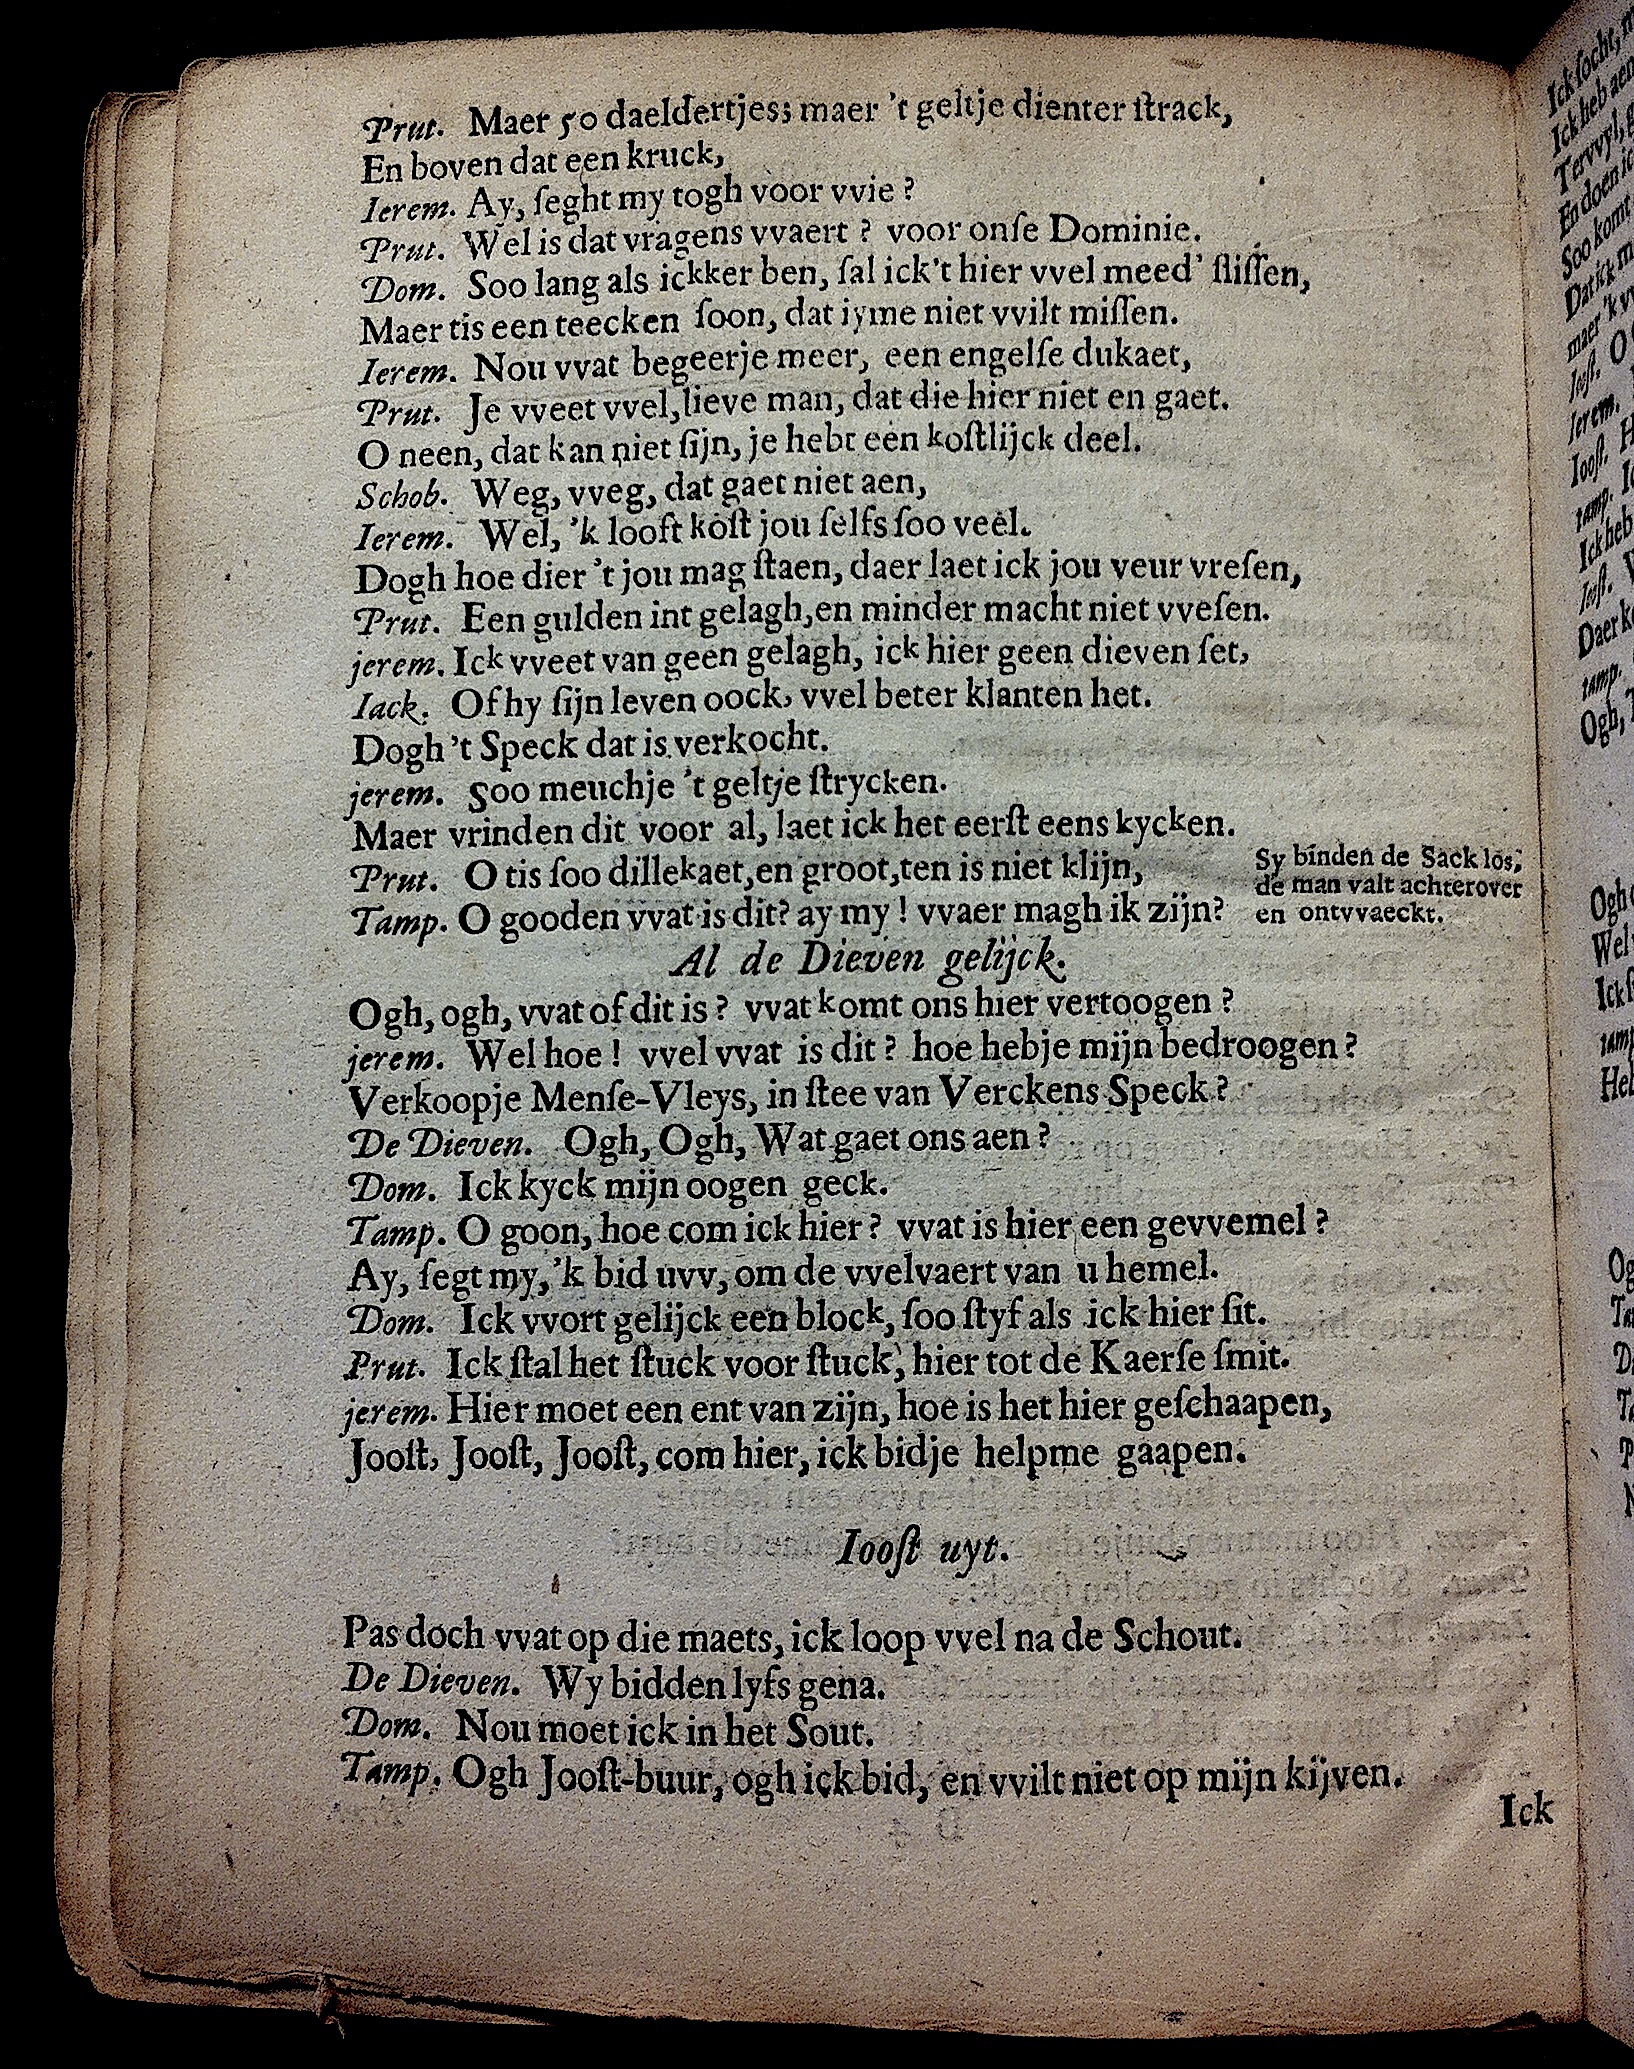 Prut. Maer 50 daeldertjes; maer 't geltje dienter ſtrack,
En boven dat een kruck,
Ierem. Ay, ſeght my togh voor vvie ?
Prut. Wel is dat vragens vvaert ? voor onſe Dominie.
Dom. Soo lang als ickker ben, ſal ick't hier vvel meed' ſliſſen,
Maer tis een teecken ſoon, dat iyme niet vvilt miſſen.
Ierem. Nou vvat begeerje meer, een engelſe dukaet,
Prut. Je vveet vvel, lieve man, dat die hier niet en gaet.
O neen, dat kan niet ſijn, je hebt een koſtlijck deel.
Schob. Weg, vveg, dat gaet niet aen,
Ierem. Wel, 'k looft koſt jou ſelfs ſoo veel.
Dogh hoe dier 't jou mag ſtaen, daer laet ick jou veur vreſen,
Prut. Een gulden int gelagh, en minder macht niet vveſen.
jerem. Ick vveet van geen gelagh, ick hier geen dieven ſet,
Iack. Of hy ſijn leven oock, vvel beter klanten het.
Dogh 't Speck dat is verkocht.
jerem. Soo meuchje 't geltje ſtrycken.
Maer vrinden dit voor al, laet ick het eerſt eens kycken.
Prut. O tis ſoo dillekaet, en groot, ten is niet klijn,
Tamp. O gooden vvat is dit? ay my ! vvaer magh ik zijn?
Sy binden de Sack los,
de man valt achterover
en ontvvaeckt.
Al de Dieven gelijck.
Ogh, ogh, vvat of dit is ? vvat komt ons hier vertoogen ?
jerem. Wel hoe ! vvel vvat is dit ? hoe hebje mijn bedroogen ?
Verkoopje Menſe-Vleys, in ſtee van Verckens Speck ?
De Dieven. Ogh, Ogh, Wat gaet ons aen ?
Dom. Ick kyck mijn oogen geck.
Tamp. O goon, hoe com ick hier ? vvat is hier een gevvemel ?
Ay, ſegt my, 'k bid uvv, om de vvelvaert van u hemel.
Dom. Ick vvort gelijck een block, ſoo ſtyf als ick hier ſit.
Prut. Ick ſtal het ſtuck voor ſtuck, hier tot de Kaerſe ſmit.
jerem. Hier moet een ent van zijn, hoe is het hier geſchaapen,
Jooſt, Jooſt, Jooſt, com hier, ick bidje helpme gaapen.
Iooſt uyt.
Pas doch vvat op die maets, ick loop vvel na de Schout.
De Dieven. Wy bidden lyfs gena.
Dom. Nou moet ick in het Sout.
Tamp. Ogh Jooſt-buur, ogh ick bid, en vvilt niet op mijn kijven.
Ick